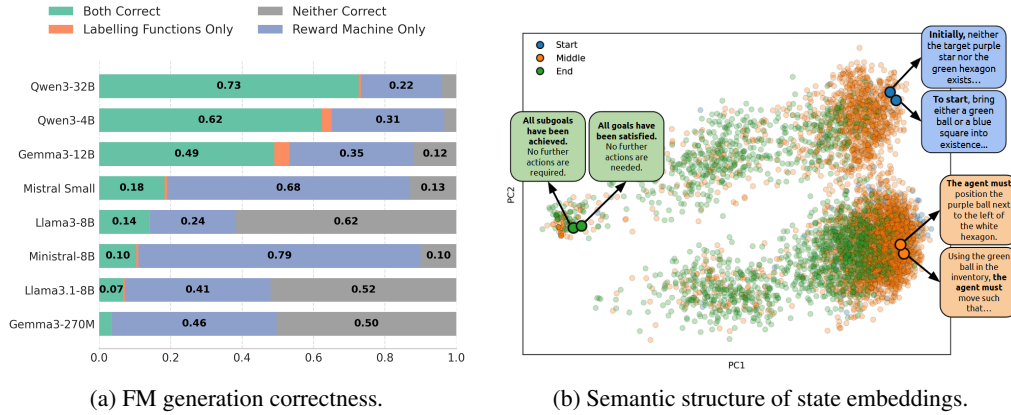 Both Correct
Labelling Functions Only
Neither Correct
Reward Machine Only
Qwen3-32B
0.73
0.22
Qwen3-4B
0.62
0.31
Gemma3-12B
0.49
0.35
0.12
Mistral Small
0.18
0.68
0.13
Llama3-8B
0.14
0.24
0.62
Ministral-8B
0.10
0.79
0.10
Llama3.1-8B
0.07
0.41
0.52
Gemma3-270M
0.46
0.50
0.0
0.2
0.4
0.6
0.8
1.0
(a) FM generation correctness.
Start
Middle
End
PC2
PC1
All subgoals
have been
achieved.
No further
actions are
required.
All goals have
been satisfied.
No further
actions are
needed.
Initially, neither
the target purple
star nor the
green hexagon
exists...
To start, bring
either a green
ball or a blue
square into
existence...
The agent must
position the
purple ball next
to the left of
the white
hexagon.
Using the green
ball in the
inventory, the
agent must
move such
that...
(b) Semantic structure of state embeddings.